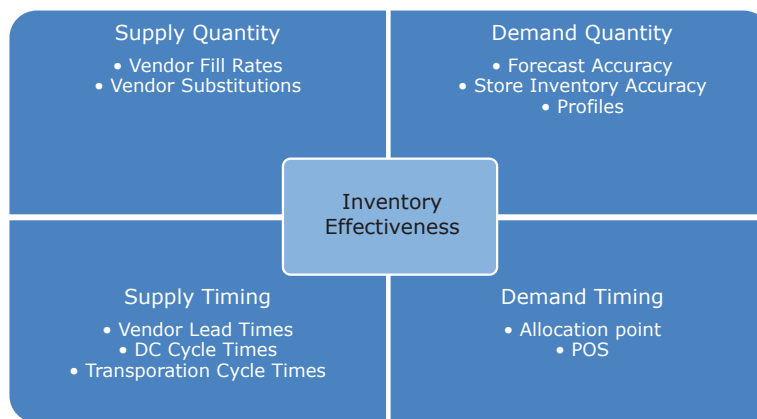 Supply Quantity
• Vendor Fill Rates
• Vendor Substitutions
Demand Quantity
• Forecast Accuracy
• Store Inventory Accuracy
• Profiles
Inventory
Effectiveness
Supply Timing
• Vendor Lead Times
• DC Cycle Times
• Transporation Cycle Times
Demand Timing
• Allocation point
• POS